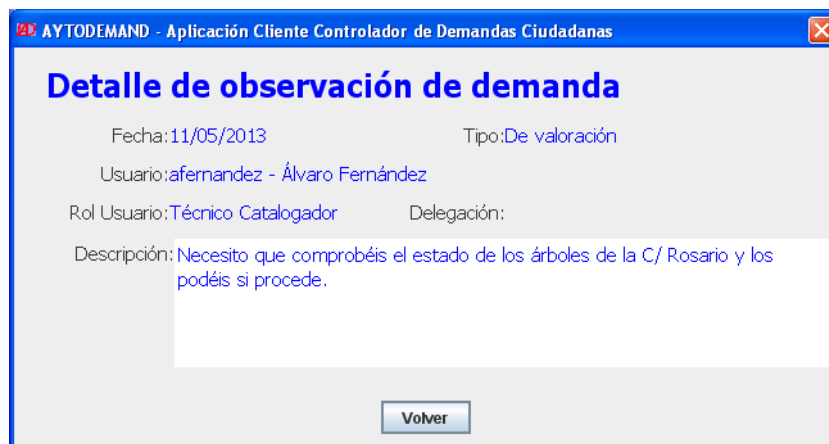 AYTODEMAND - Aplicación Cliente Controlador de Demandas Ciudadanas
Detalle de observación de demanda
Fecha: 11/05/2013 Tipo: De valoración
Usuario: afernandez - Álvaro Fernández
Rol Usuario: Técnico Catalogador Delegación:
Descripción: Necesito que comprobéis el estado de los árboles de la C/ Rosario y los
podéis si procede.
Volver